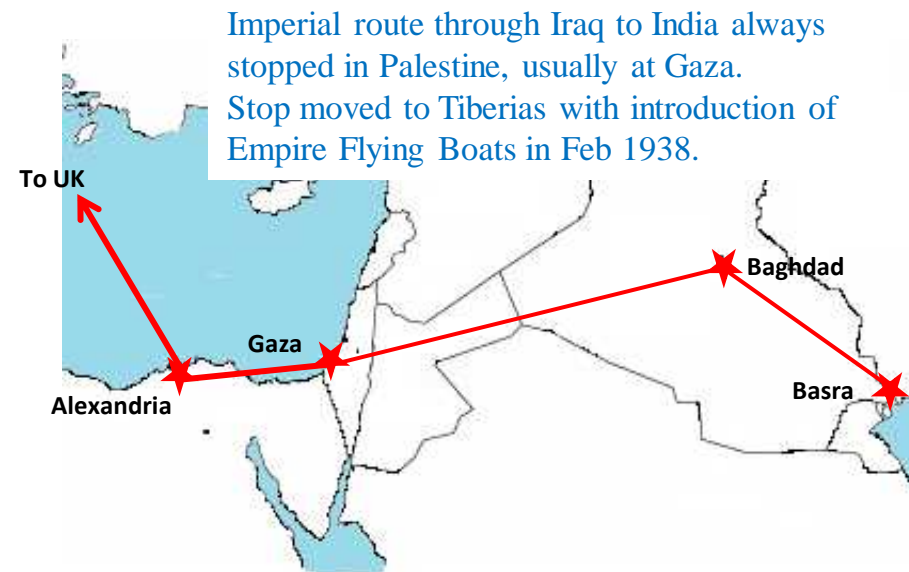 Imperial route through Iraq to India always
stopped in Palestine, usually at Gaza.
Stop moved to Tiberias with introduction of
Empire Flying Boats in Feb 1938.
To UK
Baghdad
Gaza
Basra
Alexandria